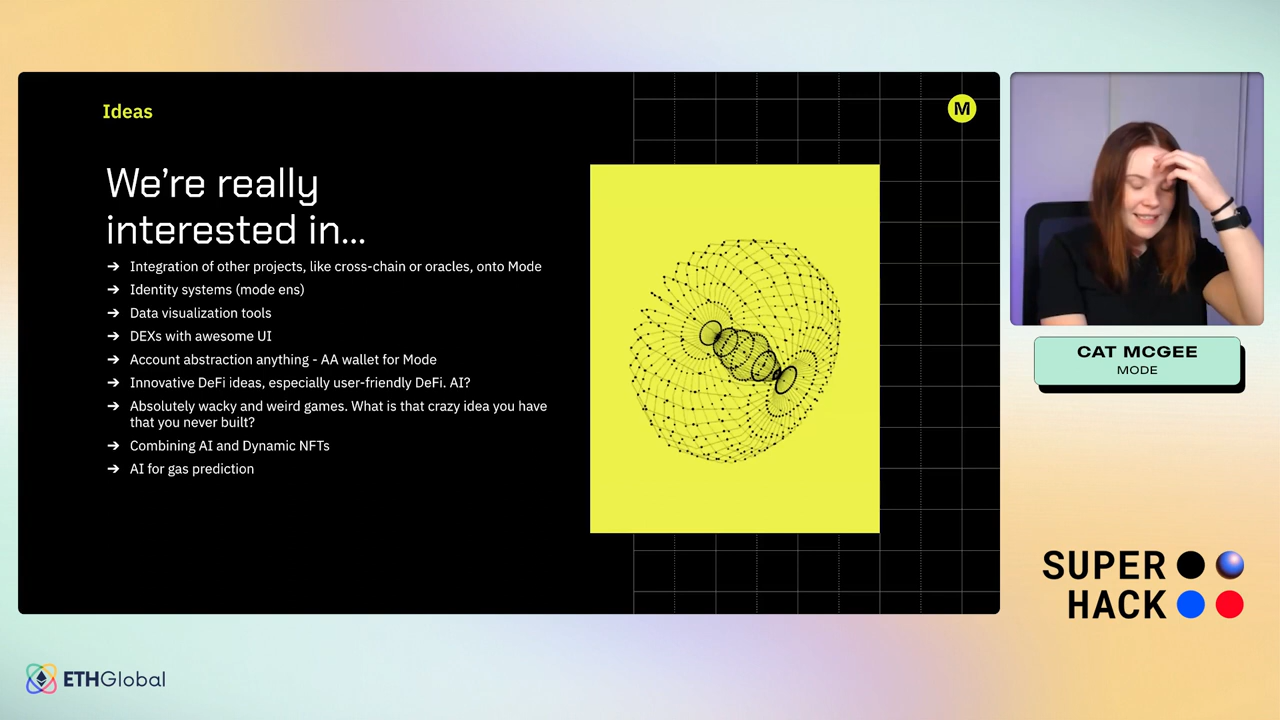 Ideas
M
We’re really
interested in...
➔ Integration of other projects, like cross-chain or oracles, onto Mode
➔ Identity systems (mode ens)
➔ Data visualization tools
➔ DEXs with awesome UI
➔ Account abstraction anything - AA wallet for Mode
➔ Innovative DeFi ideas, especially user-friendly DeFi. AI?
➔ Absolutely wacky and weird games. What is that crazy idea you have
that you never built?
➔ Combining AI and Dynamic NFTs
➔ AI for gas prediction
CAT MCGEE
MODE
SUPER
HACK
ETHGlobal